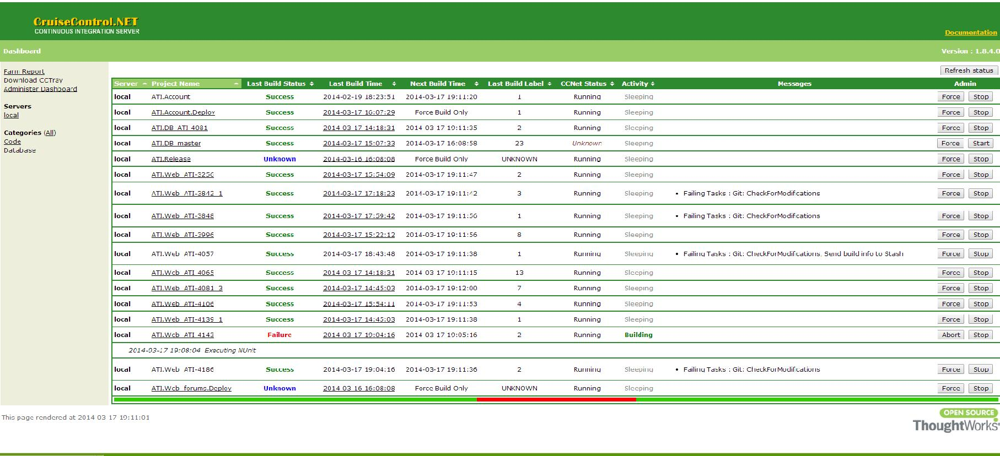 CruiseControl.NET
CONTINUOUS INTEGRATION SERVER
Documentation
Dashboard Version : 1.8.4.0
Farm Report
Download CCTray
Administer Dashboard
Servers
local
Categories (All)
Code
Database
Refresh status
Server Project Name Last Build Status Last Build Time Next Build Time Last Build Label CCNet Status Activity Messages Admin
local ATI.Account Success 2014-02-19 18:23:51 2014-03-17 19:11:20 1 Running Sleeping Force Stop
local ATI.Account.Deploy Success 2014-03-17 16:07:29 Force Build Only 1 Running Sleeping Force Stop
local ATI.DB_ATI-4081 Success 2014-03-17 14:18:31 2014-03-17 19:11:35 2 Running Sleeping Force Stop
local ATI.DB_master Success 2014-03-17 15:07:33 2014-03-17 16:08:58 23 Unknown Sleeping Force Start
local ATI.Release Unknown 2014-03-16 16:08:08 Force Build Only UNKNOWN Running Sleeping Force Stop
local ATI.Web_ATI-3256 Success 2014-03-17 15:54:09 2014-03-17 19:11:47 2 Running Sleeping Force Stop
local ATI.Web_ATI-3842_1 Success 2014-03-17 17:18:23 2014-03-17 19:11:42 3 Running Sleeping • Failing Tasks : Git: CheckForModifications Force Stop
local ATI.Web_ATI-3848 Success 2014-03-17 17:59:42 2014-03-17 19:11:56 1 Running Sleeping • Failing Tasks : Git: CheckForModifications Force Stop
local ATI.Web_ATI-3996 Success 2014-03-17 15:22:12 2014-03-17 19:11:56 8 Running Sleeping Force Stop
local ATI.Web_ATI-4057 Success 2014-03-17 18:43:48 2014-03-17 19:11:38 1 Running Sleeping • Failing Tasks : Git: CheckForModifications, Send build info to Stash Force Stop
local ATI.Web_ATI-4065 Success 2014-03-17 14:18:31 2014-03-17 19:11:15 13 Running Sleeping Force Stop
local ATI.Web_ATI-4081_3 Success 2014-03-17 14:45:03 2014-03-17 19:12:00 7 Running Sleeping Force Stop
local ATI.Web_ATI-4106 Success 2014-03-17 15:54:11 2014-03-17 19:11:53 4 Running Sleeping Force Stop
local ATI.Web_ATI-4139_1 Success 2014-03-17 14:45:03 2014-03-17 19:11:38 1 Running Sleeping Force Stop
local ATI.Web_ATI-4143 Failure 2014-03-17 19:04:16 2014-03-17 19:05:16 2 Running Building Abort Stop
2014-03-17 19:08:04 Executing NUnit
local ATI.Web_ATI-4186 Success 2014-03-17 19:04:16 2014-03-17 19:11:36 2 Running Sleeping • Failing Tasks : Git: CheckForModifications Force Stop
local ATI.Web_forums.Deploy Unknown 2014-03-16 16:08:08 Force Build Only UNKNOWN Running Sleeping Force Stop
This page rendered at 2014-03-17 19:11:01
OPEN SOURCE
ThoughtWorks